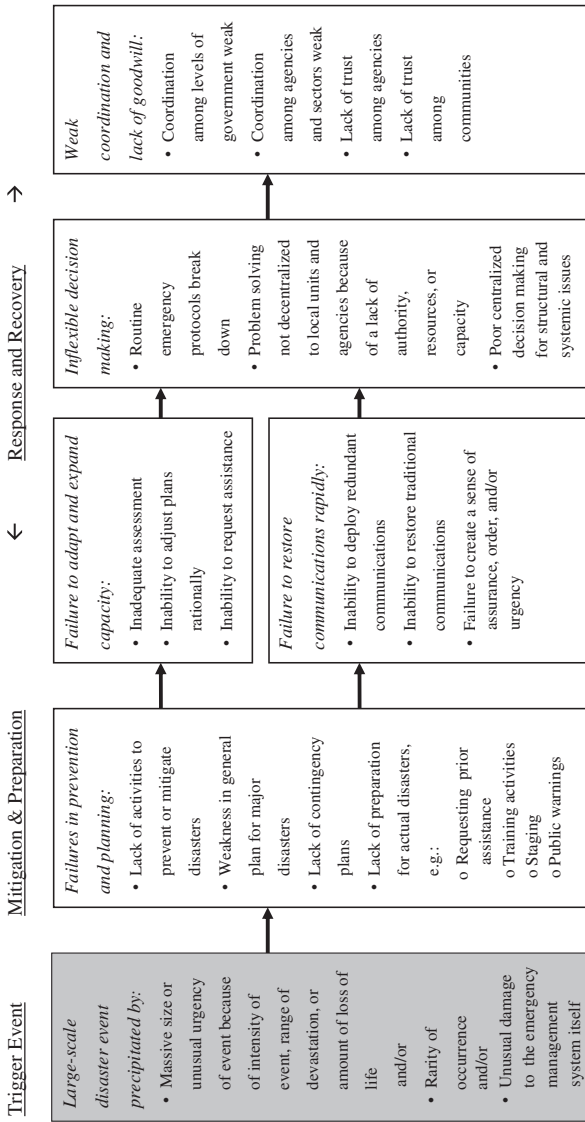 Trigger Event
Large-scale
disaster event
precipitated by:
• Massive size or
unusual urgency
of event because
of intensity of
event, range of
devastation, or
amount of loss of
life
and/or
• Rarity of
occurrence
and/or
• Unusual damage
to the emergency
management
system itself
Mitigation & Preparation
Failures in prevention
and planning:
• Lack of activities to
prevent or mitigate
disasters
• Weakness in general
plan for major
disasters
• Lack of contingency
plans
• Lack of preparation
for actual disasters,
e.g.:
o Requesting prior
assistance
o Training activities
o Staging
o Public warnings
← Response and Recovery →
Failure to adapt and expand
capacity:
• Inadequate assessment
• Inability to adjust plans
rationally
• Inability to request assistance
Failure to restore
communications rapidly:
• Inability to deploy redundant
communications
• Inability to restore traditional
communications
• Failure to create a sense of
assurance, order, and/or
urgency
Inflexible decision
making:
• Routine
emergency
protocols break
down
• Problem solving
not decentralized
to local units and
agencies because
of a lack of
authority,
resources, or
capacity
• Poor centralized
decision making
for structural and
systemic issues
Weak
coordination and
lack of goodwill:
• Coordination
among levels of
government weak
• Coordination
among agencies
and sectors weak
• Lack of trust
among agencies
• Lack of trust
among
communities